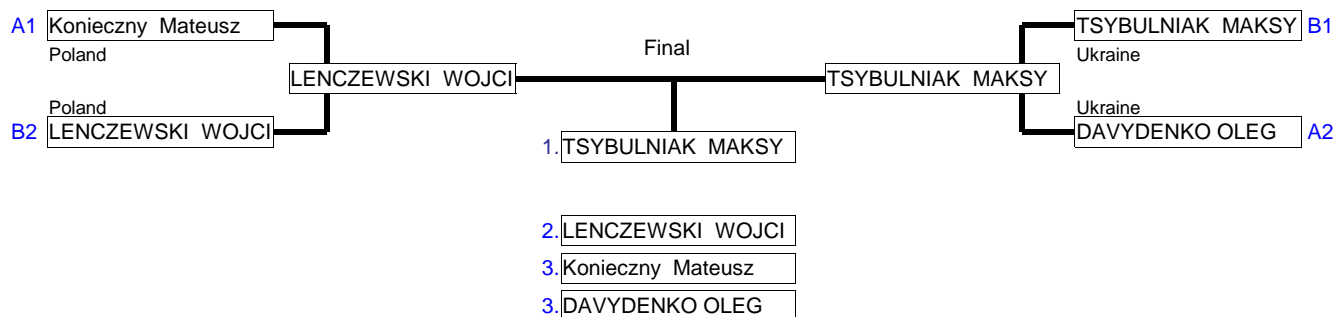 A1 Konieczny Mateusz
Poland
TSYBULNIAK MAKSY B1
Ukraine
Final
LENCZEWSKI WOJCI
TSYBULNIAK MAKSY
Poland
B2 LENCZEWSKI WOJCI
Ukraine
DAVYDENKO OLEG A2
1. TSYBULNIAK MAKSY
2. LENCZEWSKI WOJCI
3. Konieczny Mateusz
3. DAVYDENKO OLEG